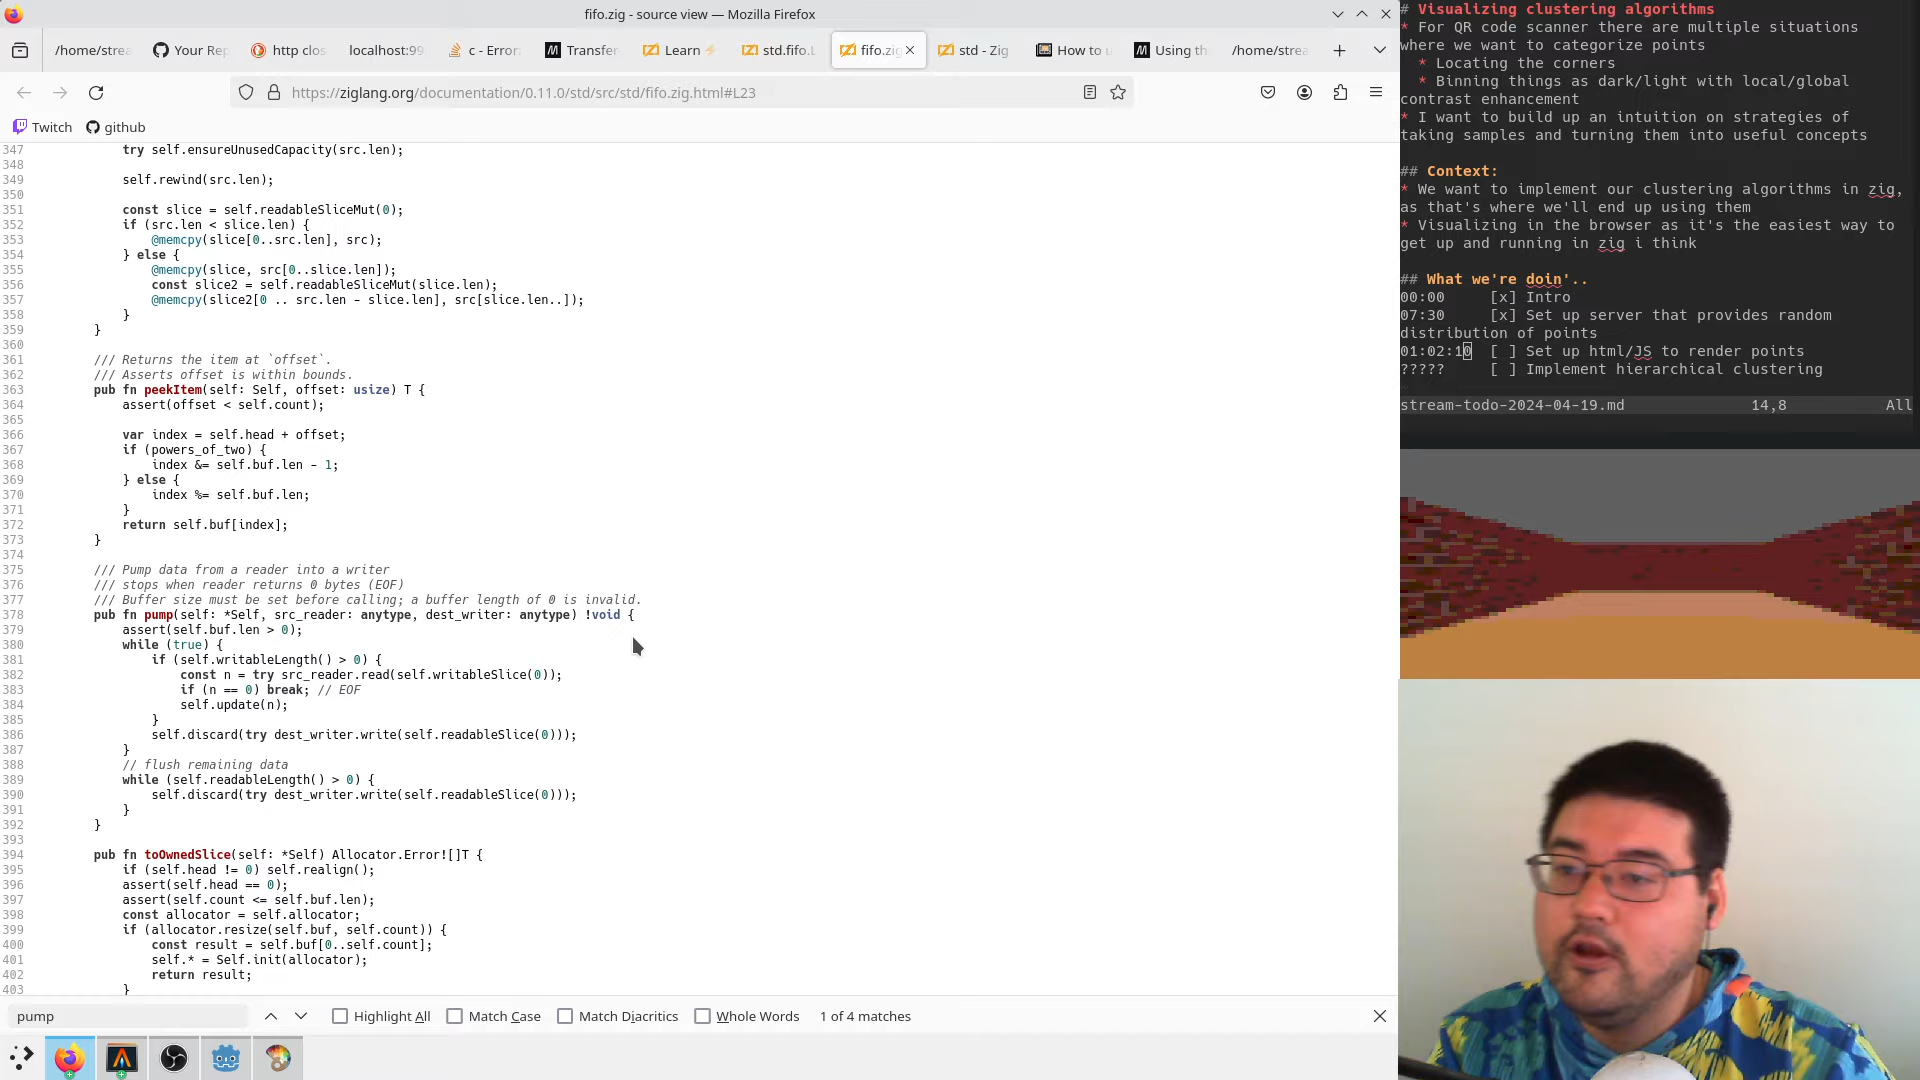 fifo.zig - source view — Mozilla Firefox
/home/strea
Your Rep
http clos
localhost:99
c - Error:
Transfer-
Learn
std.fifo.L
fifo.zig
std - Zig
How to u
Using th
/home/strea
https://ziglang.org/documentation/0.11.0/std/src/std/fifo.zig.html#L23
Twitch
github
347 try self.ensureUnusedCapacity(src.len);
348
349 self.rewind(src.len);
350
351 const slice = self.readableSliceMut(0);
352 if (src.len < slice.len) {
353 @memcpy(slice[0..src.len], src);
354 } else {
355 @memcpy(slice, src[0..slice.len]);
356 const slice2 = self.readableSliceMut(slice.len);
357 @memcpy(slice2[0 .. src.len - slice.len], src[slice.len..]);
358 }
359 }
360
361 /// Returns the item at `offset`.
362 /// Asserts offset is within bounds.
363 pub fn peekItem(self: Self, offset: usize) T {
364 assert(offset < self.count);
365
366 var index = self.head + offset;
367 if (powers_of_two) {
368 index &= self.buf.len - 1;
369 } else {
370 index %= self.buf.len;
371 }
372 return self.buf[index];
373 }
374
375 /// Pump data from a reader into a writer
376 /// stops when reader returns 0 bytes (EOF)
377 /// Buffer size must be set before calling; a buffer length of 0 is invalid.
378 pub fn pump(self: *Self, src_reader: anytype, dest_writer: anytype) !void {
379 assert(self.buf.len > 0);
380 while (true) {
381 if (self.writableLength() > 0) {
382 const n = try src_reader.read(self.writableSlice(0));
383 if (n == 0) break; // EOF
384 self.update(n);
385 }
386 self.discard(try dest_writer.write(self.readableSlice(0)));
387 }
388 // flush remaining data
389 while (self.readableLength() > 0) {
390 self.discard(try dest_writer.write(self.readableSlice(0)));
391 }
392 }
393
394 pub fn toOwnedSlice(self: *Self) Allocator.Error![]T {
395 if (self.head != 0) self.realign();
396 assert(self.head == 0);
397 assert(self.count <= self.buf.len);
398 const allocator = self.allocator;
399 if (allocator.resize(self.buf, self.count)) {
400 const result = self.buf[0..self.count];
401 self.* = Self.init(allocator);
402 return result;
403 }
pump
Highlight All
Match Case
Match Diacritics
Whole Words
1 of 4 matches
# Visualizing clustering algorithms
* For QR code scanner there are multiple situations
where we want to categorize points
* Locating the corners
* Binning things as dark/light with local/global
contrast enhancement
* I want to build up an intuition on strategies of
taking samples and turning them into useful concepts
## Context:
* We want to implement our clustering algorithms in zig,
as that's where we'll end up using them
* Visualizing in the browser as it's the easiest way to
get up and running in zig i think
## What we're doin'..
00:00 [x] Intro
07:30 [x] Set up server that provides random
distribution of points
01:02:10 [ ] Set up html/JS to render points
????? [ ] Implement hierarchical clustering
stream-todo-2024-04-19.md 14,8 All